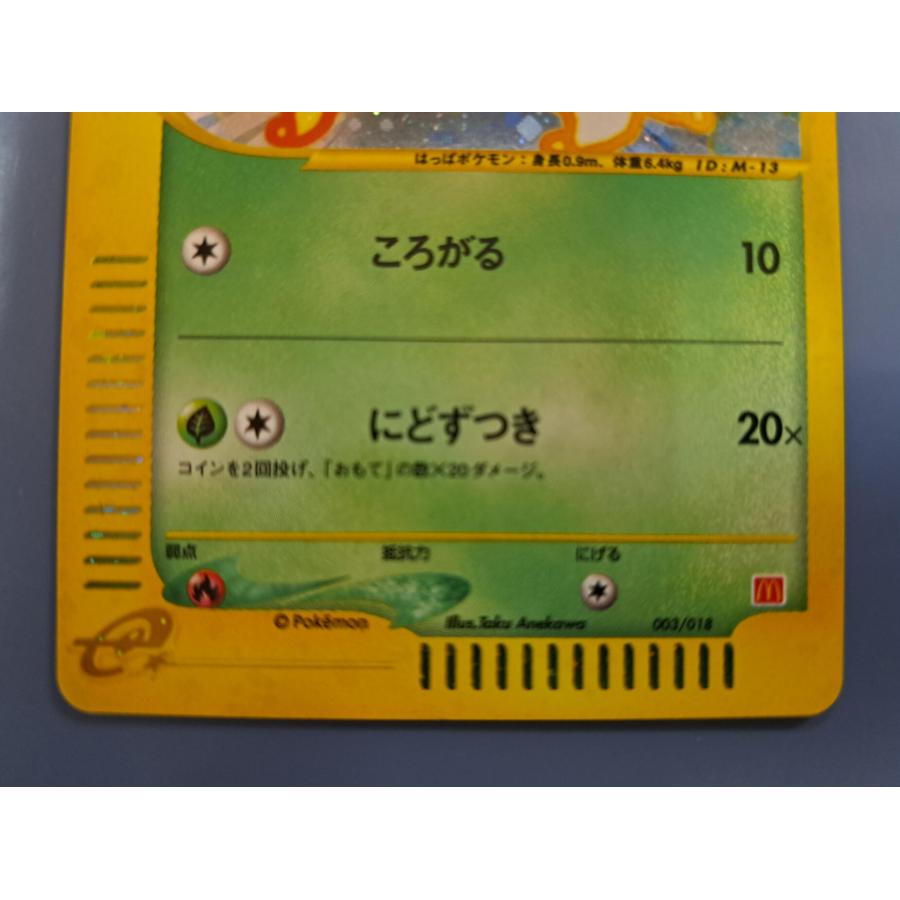 はっぱポケモン：身長0.9m、体重6.4kg ID:M-13
ころがる 10
にどずつき 20×
コインを2回投げ、「おもて」の数×20ダメージ。
弱点 抵抗力 にげる
© Pokémon Illus.Taku Anekawa 003/018
e